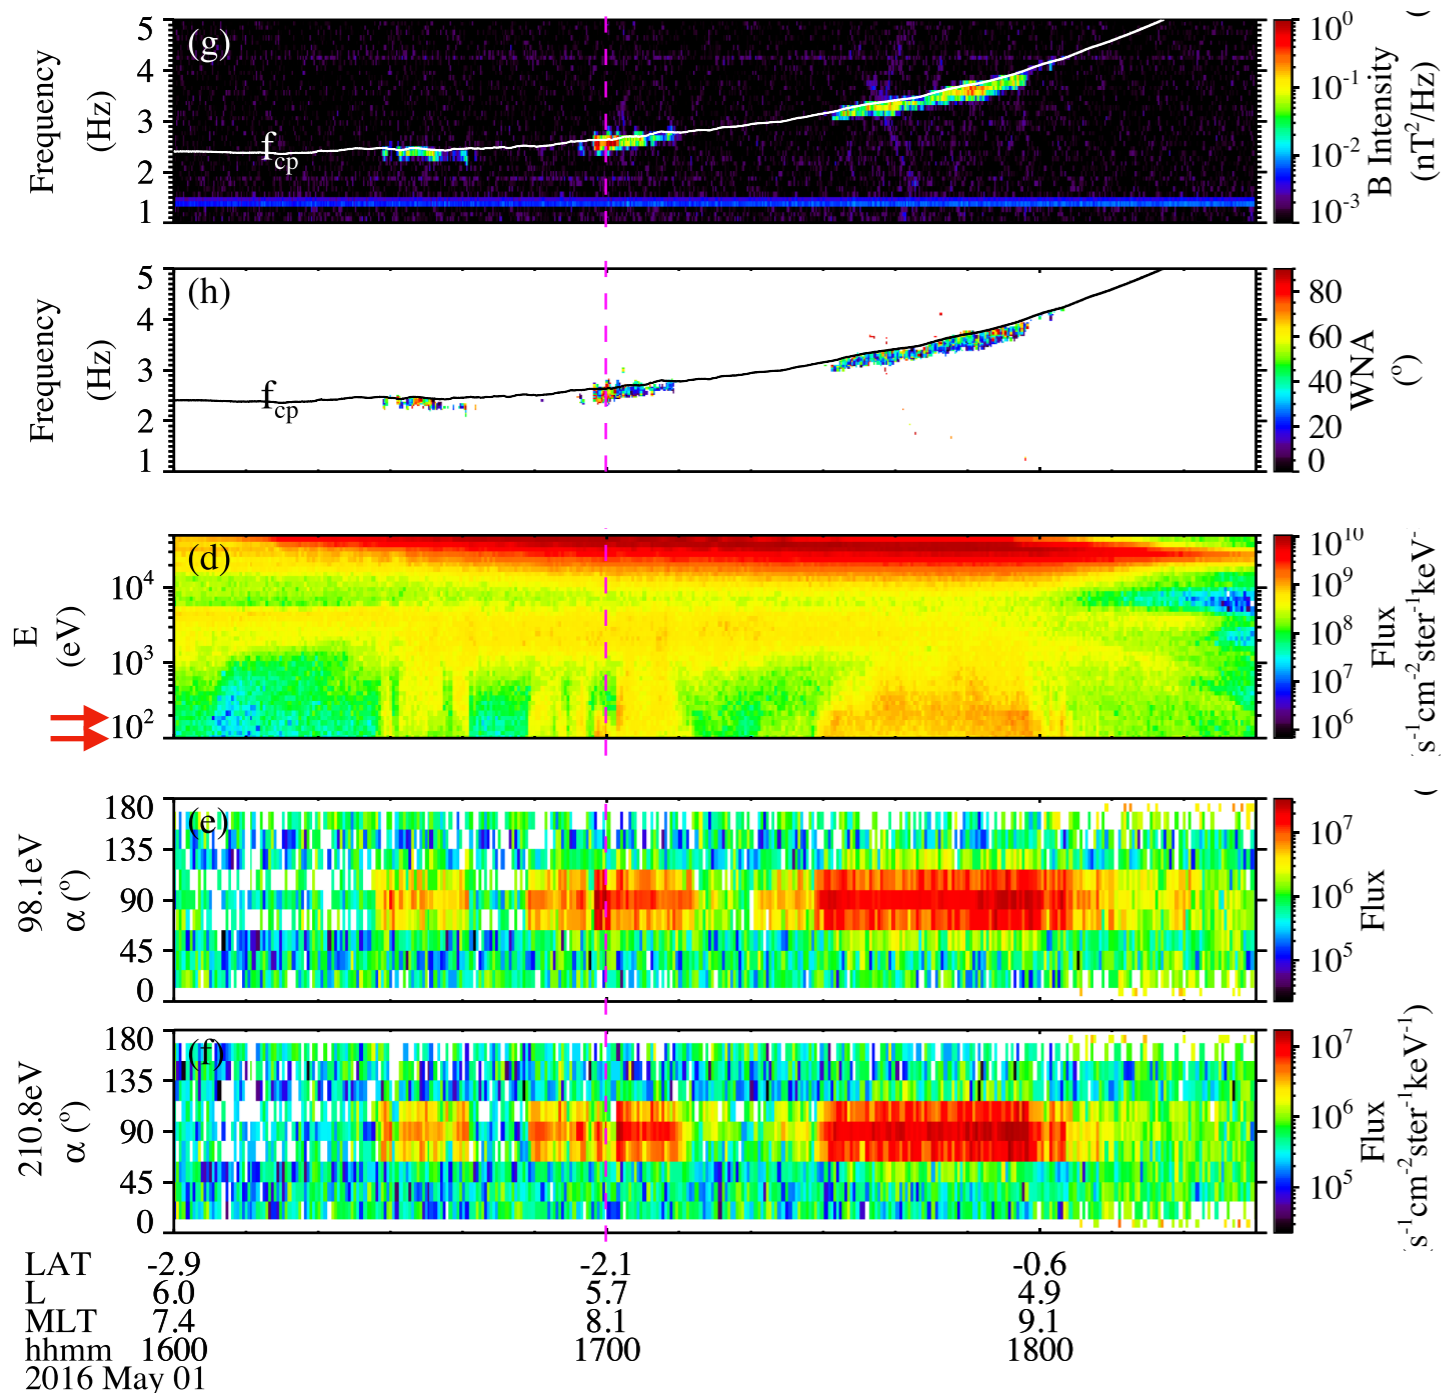 (g)
5
4
3
2
1
Frequency
(Hz)
f_cp
10^0
10^-1
10^-2
10^-3
B Intensity
(nT^2/Hz)
(
(h)
5
4
3
2
1
Frequency
(Hz)
f_cp
80
60
40
20
0
WNA
(°)
(d)
10^4
10^3
10^2
E
(eV)
10^10
10^9
10^8
10^7
10^6
Flux
(s^-1cm^-2ster^-1keV^-
(e)
180
135
90
45
0
98.1eV
α (°)
10^7
10^6
10^5
Flux
(
(f)
180
135
90
45
0
210.8eV
α (°)
10^7
10^6
10^5
Flux
(s^-1cm^-2ster^-1keV^-1)
LAT -2.9 -2.1 -0.6
L 6.0 5.7 4.9
MLT 7.4 8.1 9.1
hhmm 1600 1700 1800
2016 May 01